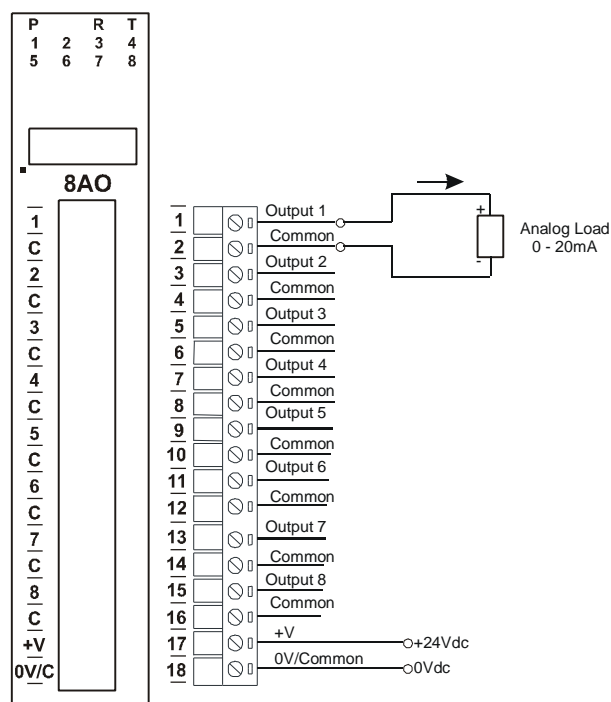 P R T
1 2 3 4
5 6 7 8
8AO
1
C
2
C
3
C
4
C
5
C
6
C
7
C
8
C
+V
0V/C
1 Output 1
2 Common
3 Output 2
4 Common
5 Output 3
6 Common
7 Output 4
8 Common
9 Output 5
10 Common
11 Output 6
12 Common
13 Output 7
14 Common
15 Output 8
16 Common
17 +V +24Vdc
18 0V/Common 0Vdc
+
-
Analog Load
0 - 20mA